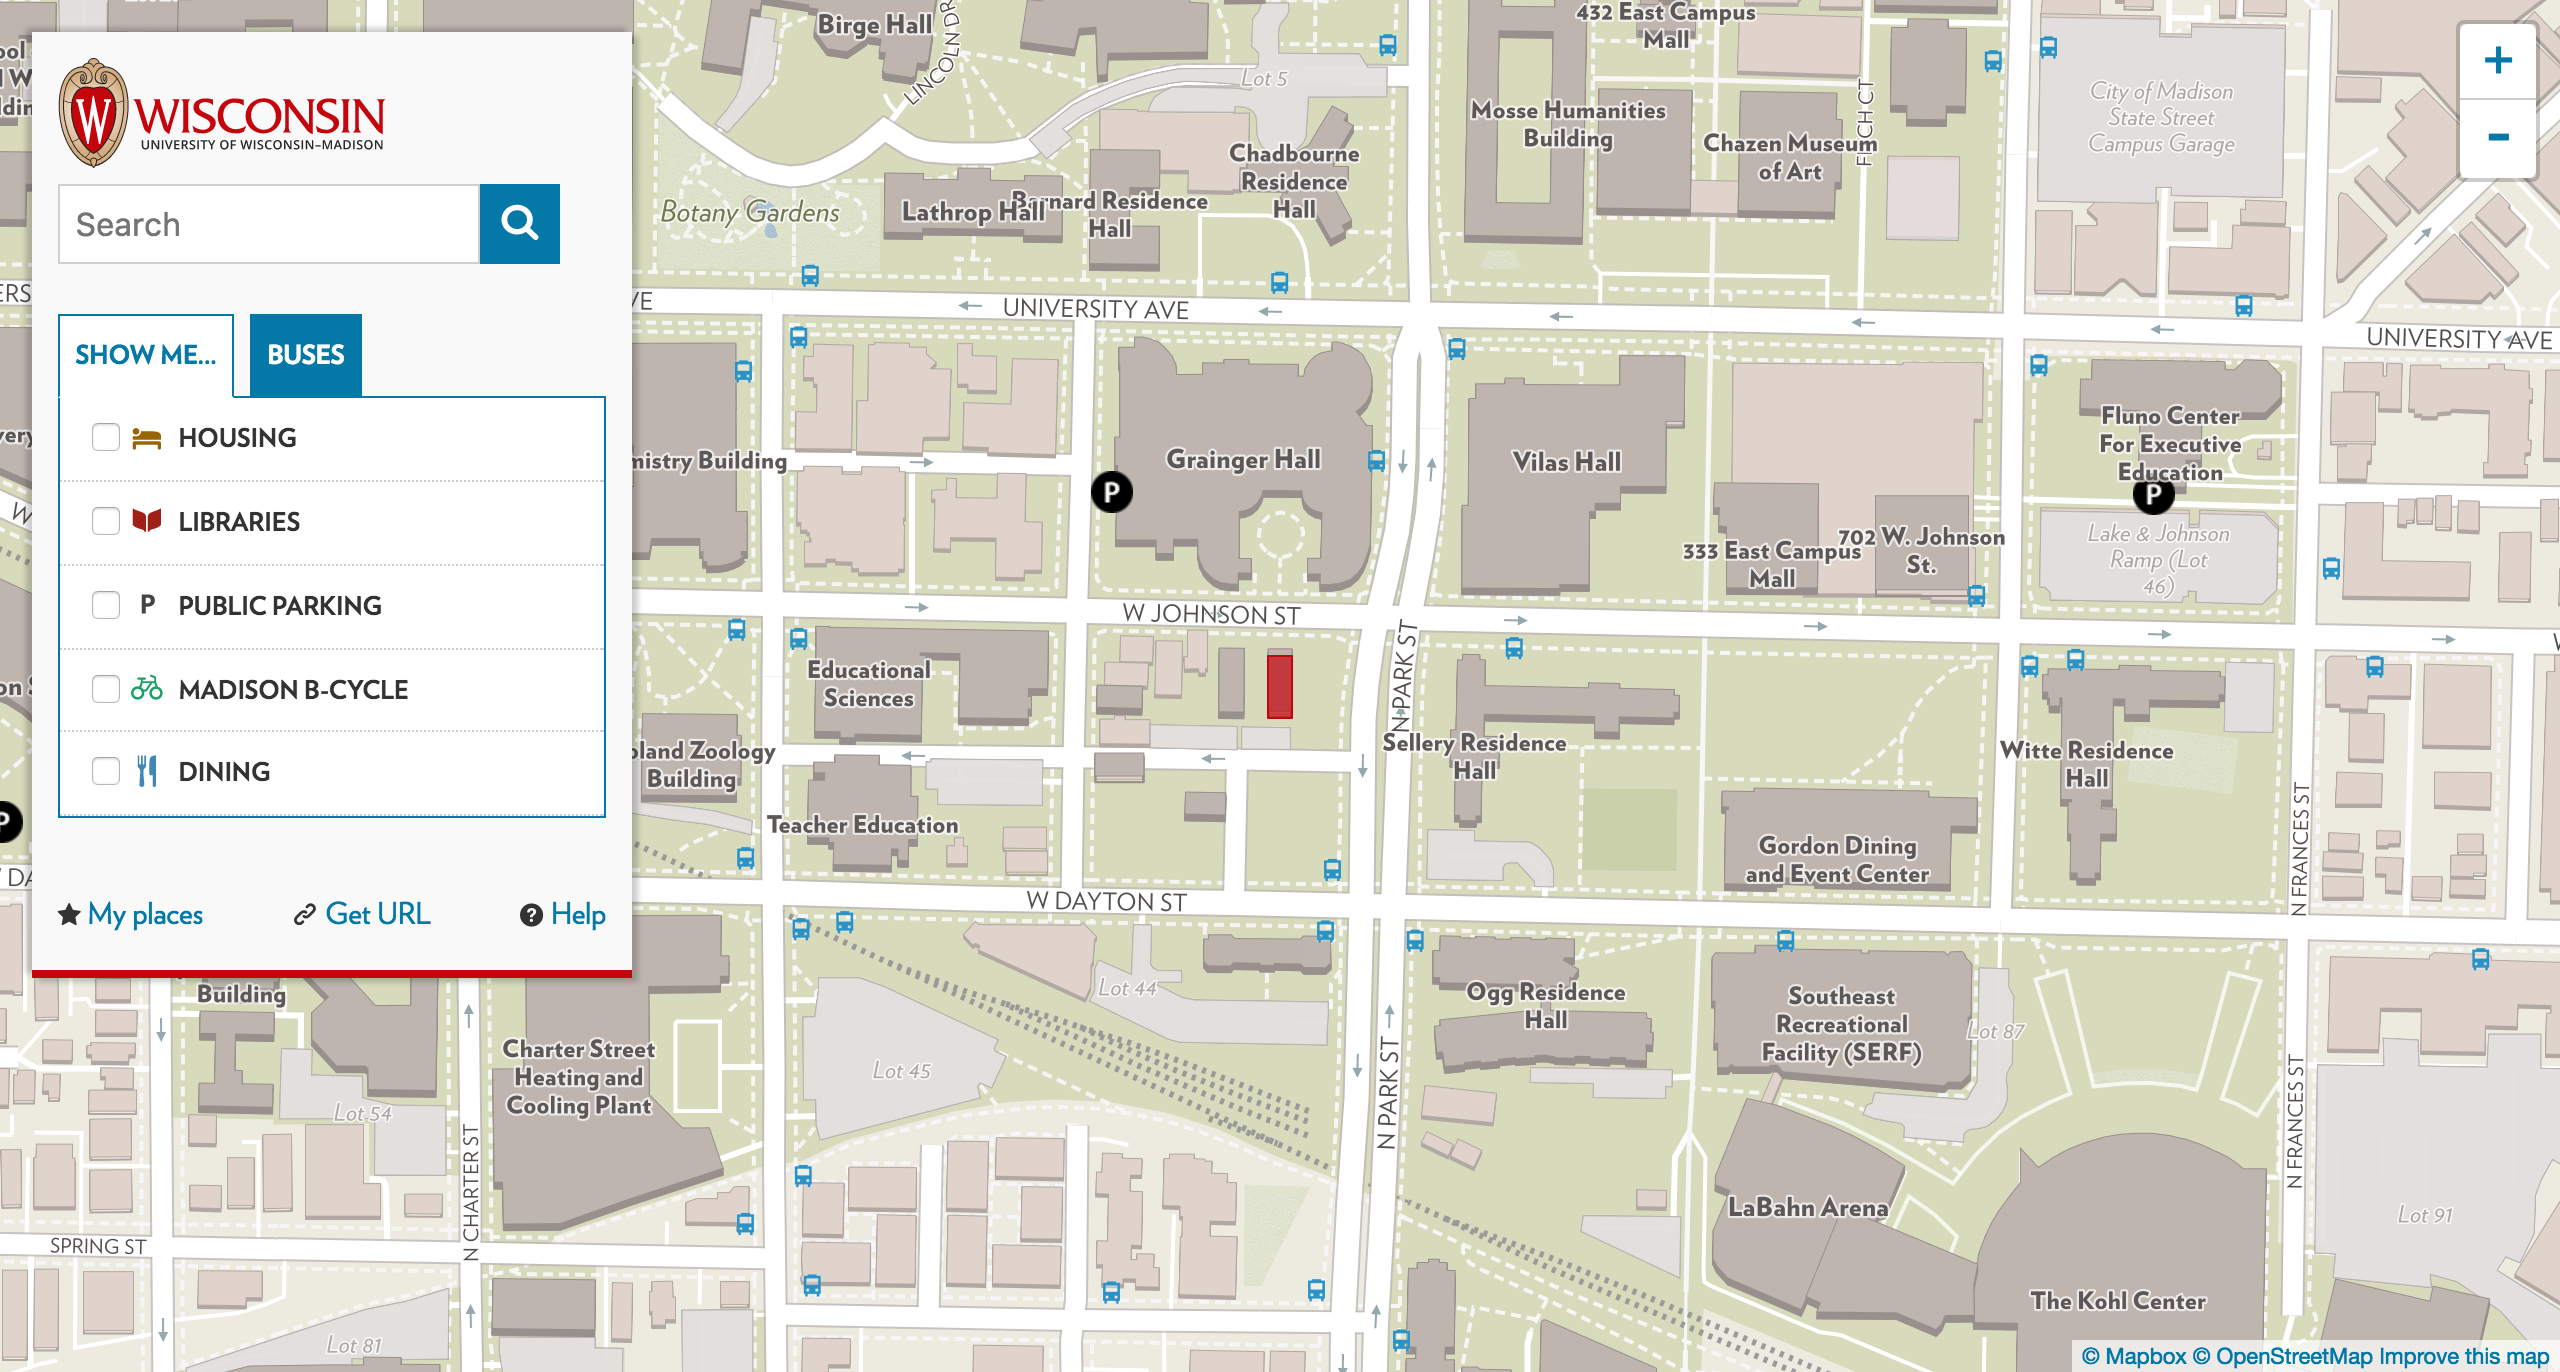 WISCONSIN
UNIVERSITY OF WISCONSIN–MADISON
Search
SHOW ME...
BUSES
HOUSING
LIBRARIES
P PUBLIC PARKING
MADISON B-CYCLE
DINING
My places
Get URL
Help
Birge Hall
LINCOLN DR
Lot 5
432 East Campus
Mall
Mosse Humanities
Building
Chazen Museum
of Art
FITCH CT
City of Madison
State Street
Campus Garage
+
-
Botany Gardens
Lathrop Hall
Barnard Residence
Hall
Chadbourne
Residence
Hall
UNIVERSITY AVE
UNIVERSITY AVE
mistry Building
Grainger Hall
P
Vilas Hall
333 East Campus
Mall
702 W. Johnson
St.
Fluno Center
For Executive
Education
P
Lake & Johnson
Ramp (Lot
46)
W JOHNSON ST
Educational
Sciences
N PARK ST
Sellery Residence
Hall
Witte Residence
Hall
oland Zoology
Building
Teacher Education
Gordon Dining
and Event Center
N FRANCES ST
P
W DAYTON ST
Building
Lot 54
N CHARTER ST
Charter Street
Heating and
Cooling Plant
Lot 45
Lot 44
N PARK ST
Ogg Residence
Hall
Southeast
Recreational
Facility (SERF)
Lot 87
N FRANCES ST
LaBahn Arena
Lot 91
SPRING ST
The Kohl Center
Lot 81
© Mapbox © OpenStreetMap Improve this map